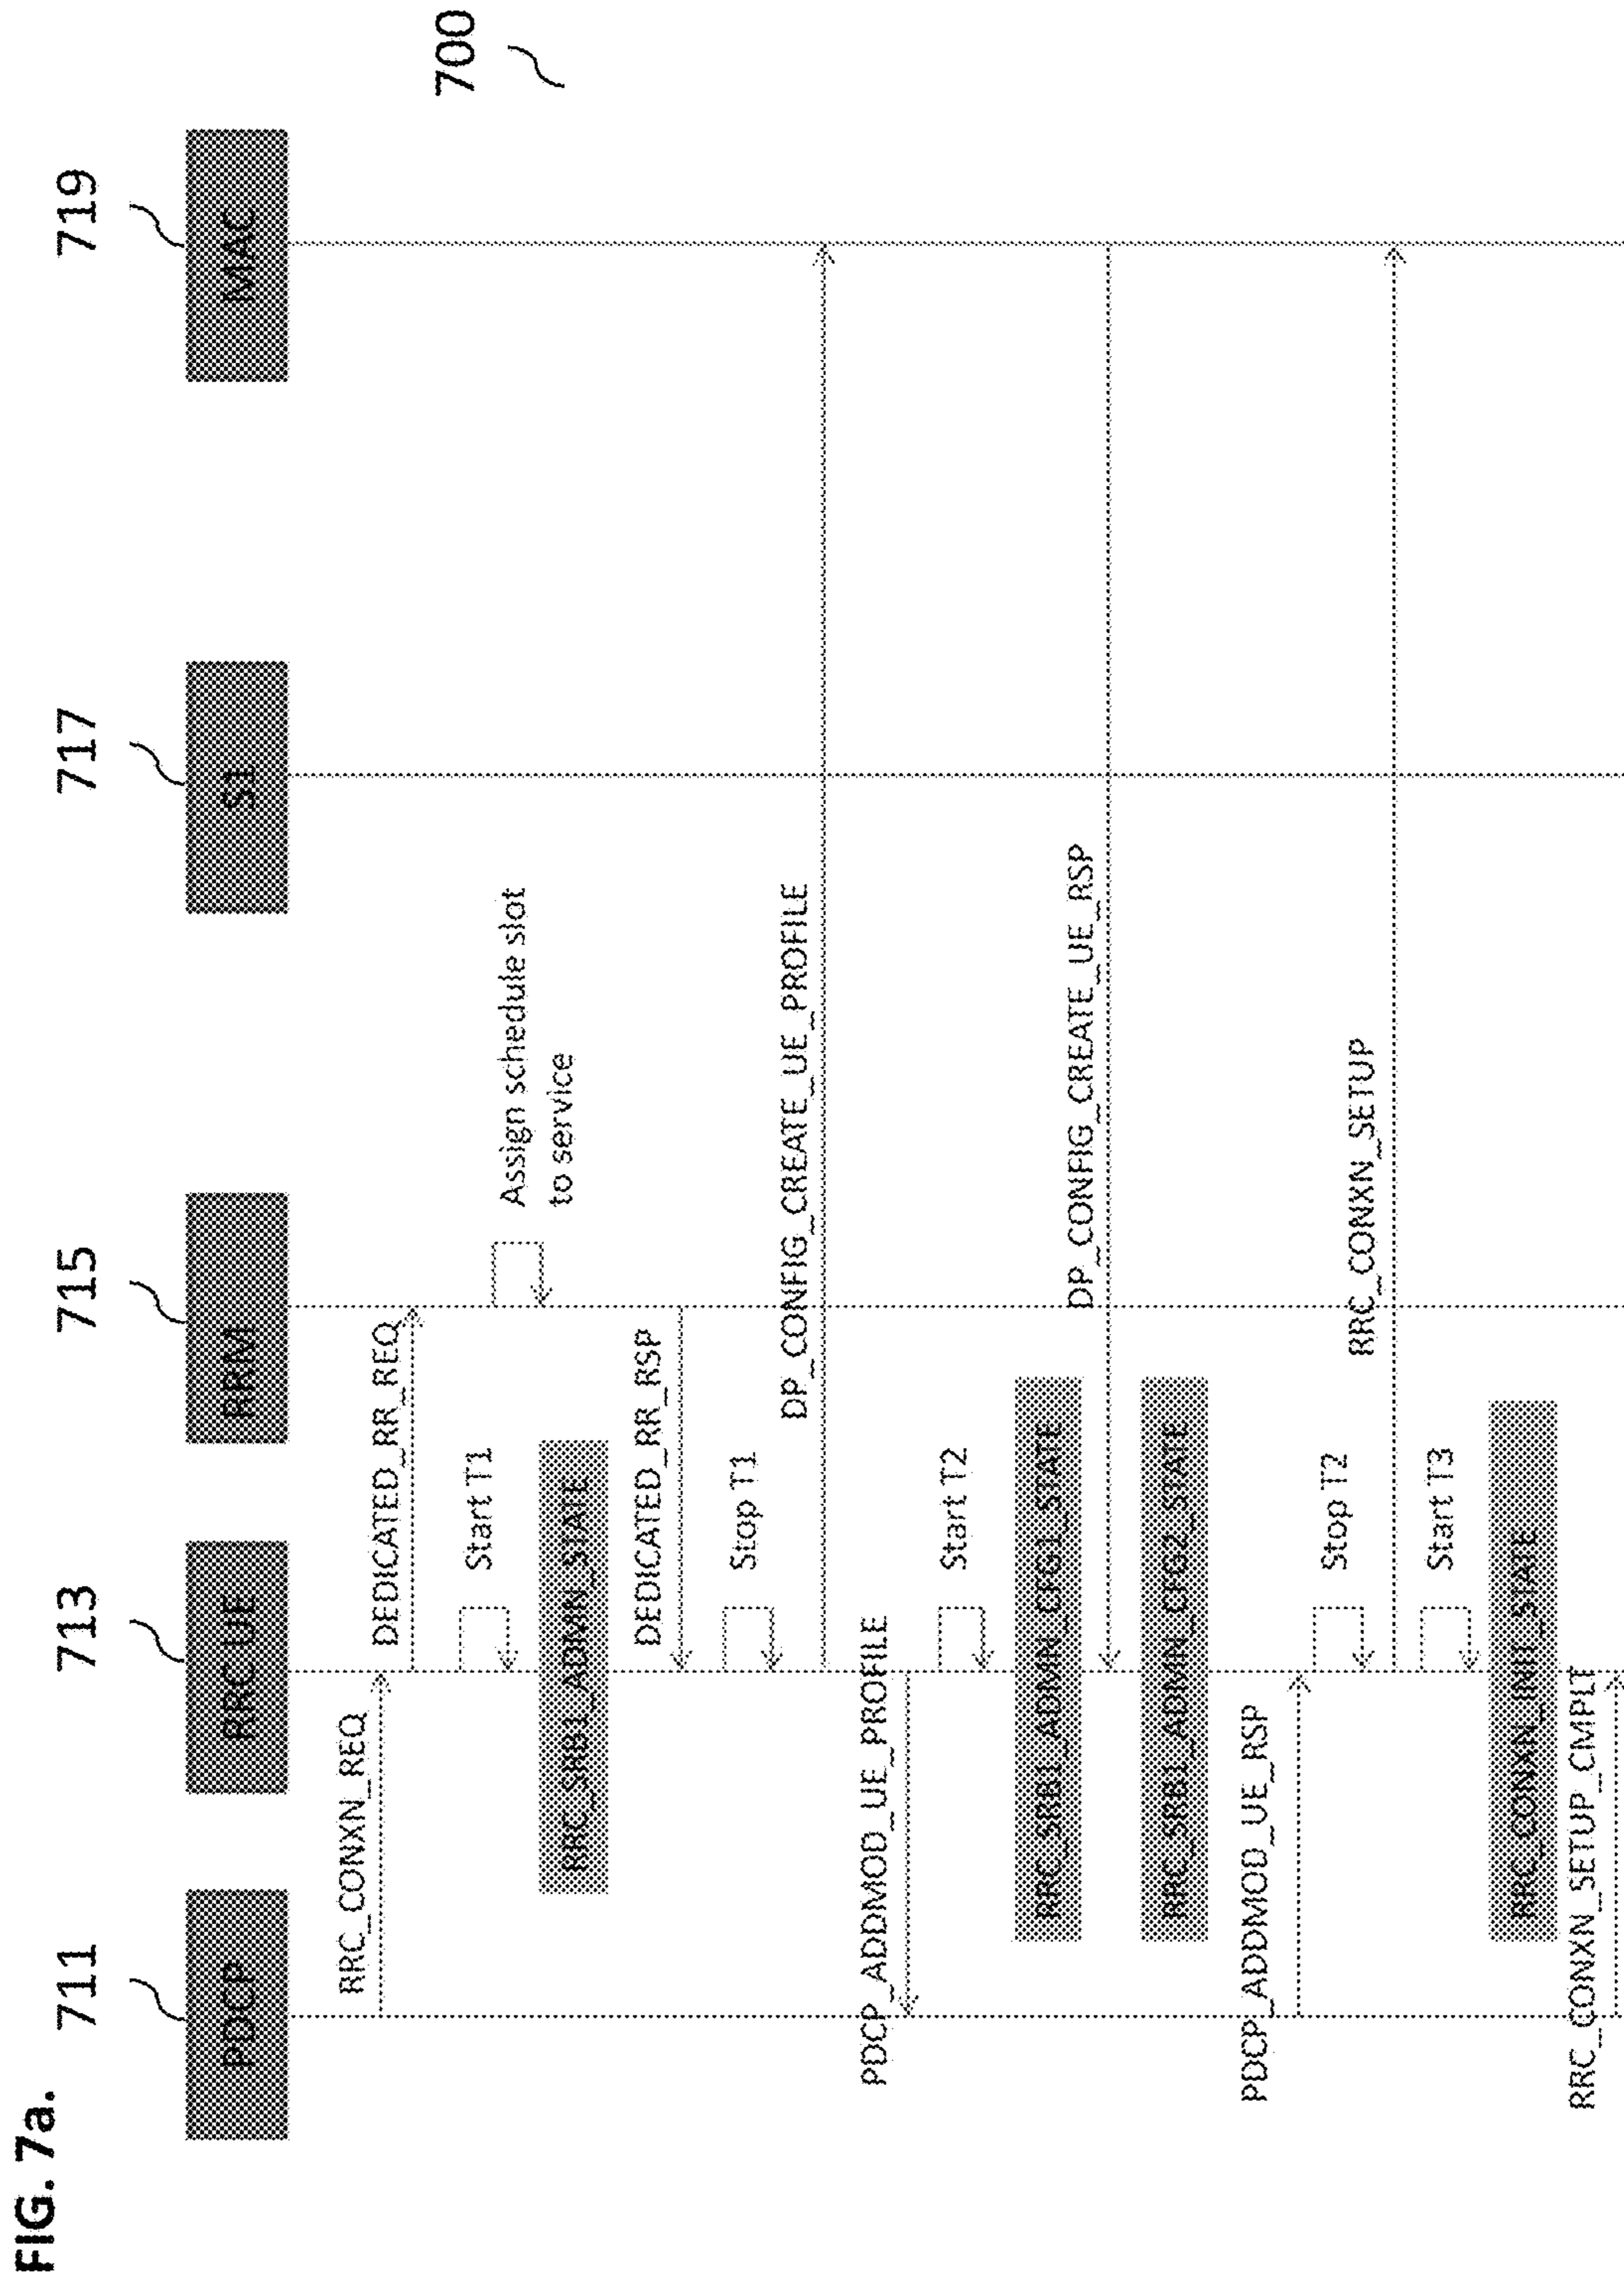 FIG. 7a.
700
711
713
715
717
719
PDCP
RRC UE
RRM
S1
MAC
RRC_CONXN_REQ
DEDICATED_RR_REQ
Start T1
Assign schedule slot
to service
RRC_SRB1_ADMN_STATE
DEDICATED_RR_RSP
Stop T1
DP_CONFIG_CREATE_UE_PROFILE
PDCP_ADDMOD_UE_PROFILE
Start T2
RRC_SRB1_ADMN_CFG1_STATE
DP_CONFIG_CREATE_UE_RSP
RRC_SRB1_ADMN_CFG2_STATE
PDCP_ADDMOD_UE_RSP
Stop T2
RRC_CONXN_SETUP
Start T3
RRC_CONXN_INIT_STATE
RRC_CONXN_SETUP_CMPLT